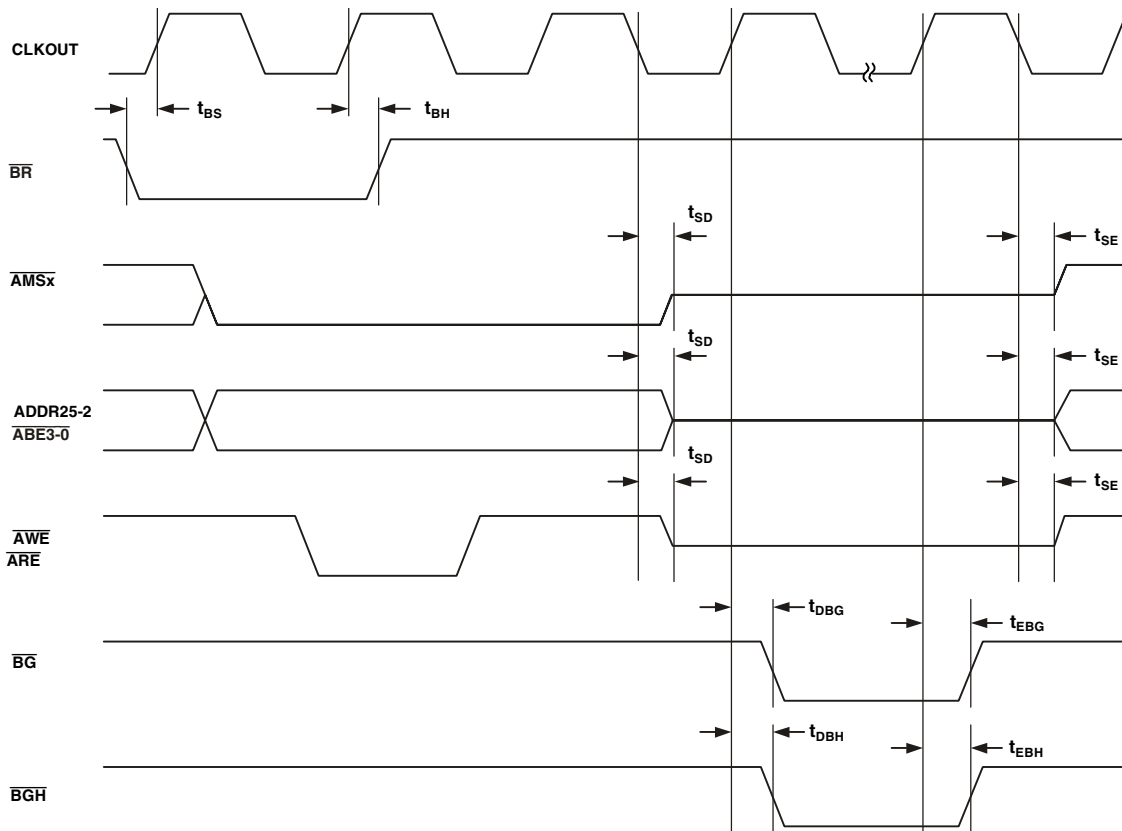 CLKOUT
tBS
tBH
BR
tSD
tSE
AMSx
tSD
tSE
ADDR25-2
ABE3-0
tSD
tSE
AWE
ARE
tDBG
tEBG
BG
tDBH
tEBH
BGH